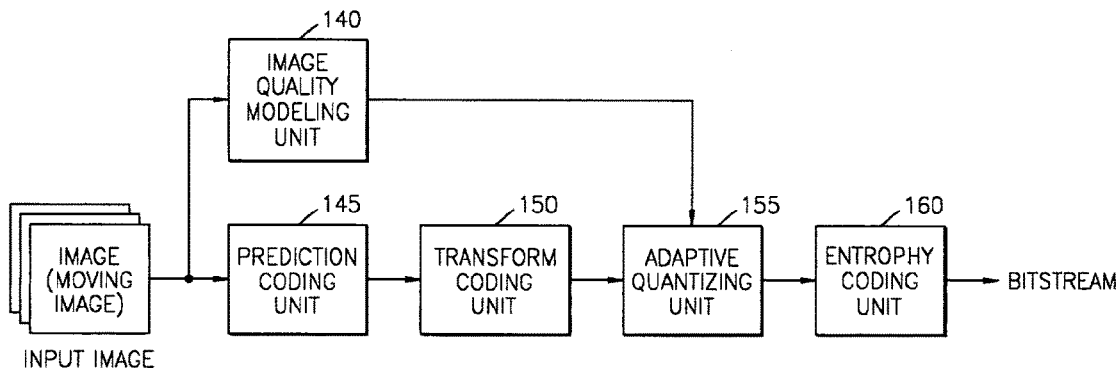 140
IMAGE
QUALITY
MODELING
UNIT
145
150
155
160
IMAGE
(MOVING
IMAGE)
PREDICTION
CODING
UNIT
TRANSFORM
CODING
UNIT
ADAPTIVE
QUANTIZING
UNIT
ENTROPHY
CODING
UNIT
BITSTREAM
INPUT IMAGE